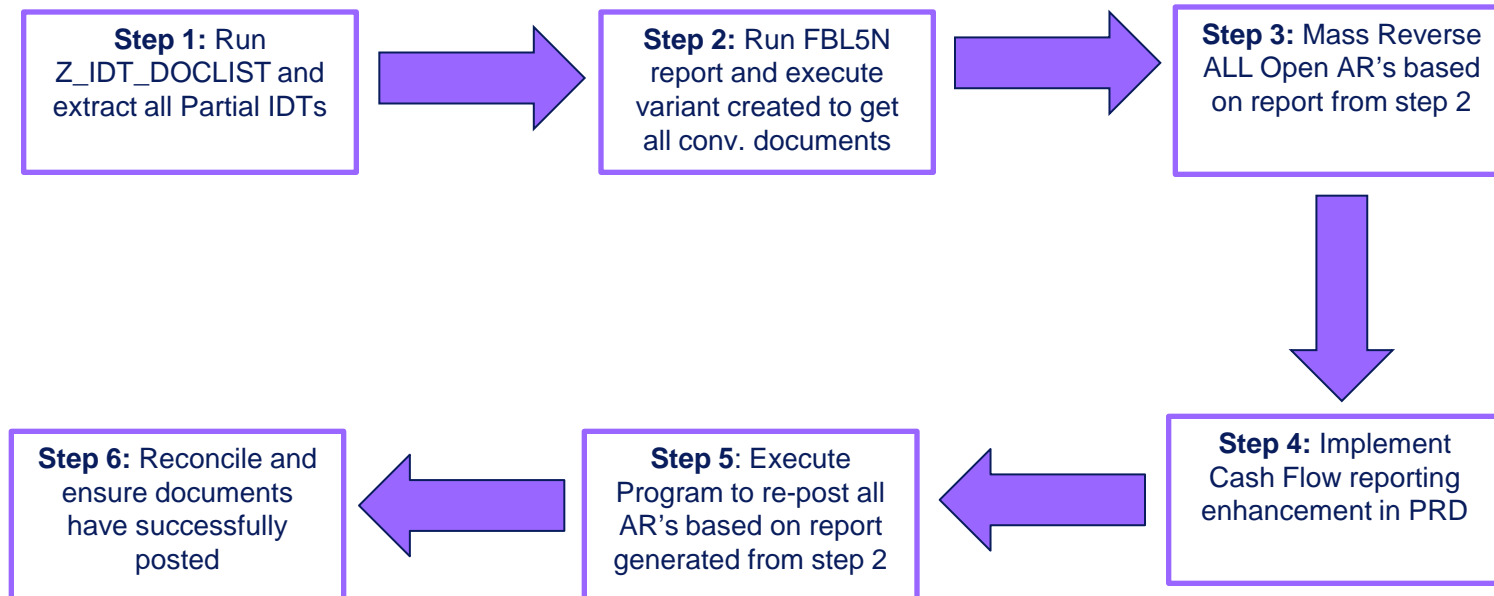 Step 1: Run
Z_IDT_DOCLIST and
extract all Partial IDTs
Step 2: Run FBL5N
report and execute
variant created to get
all conv. documents
Step 3: Mass Reverse
ALL Open AR's based
on report from step 2
Step 4: Implement
Cash Flow reporting
enhancement in PRD
Step 5: Execute
Program to re-post all
AR's based on report
generated from step 2
Step 6: Reconcile and
ensure documents
have successfully
posted